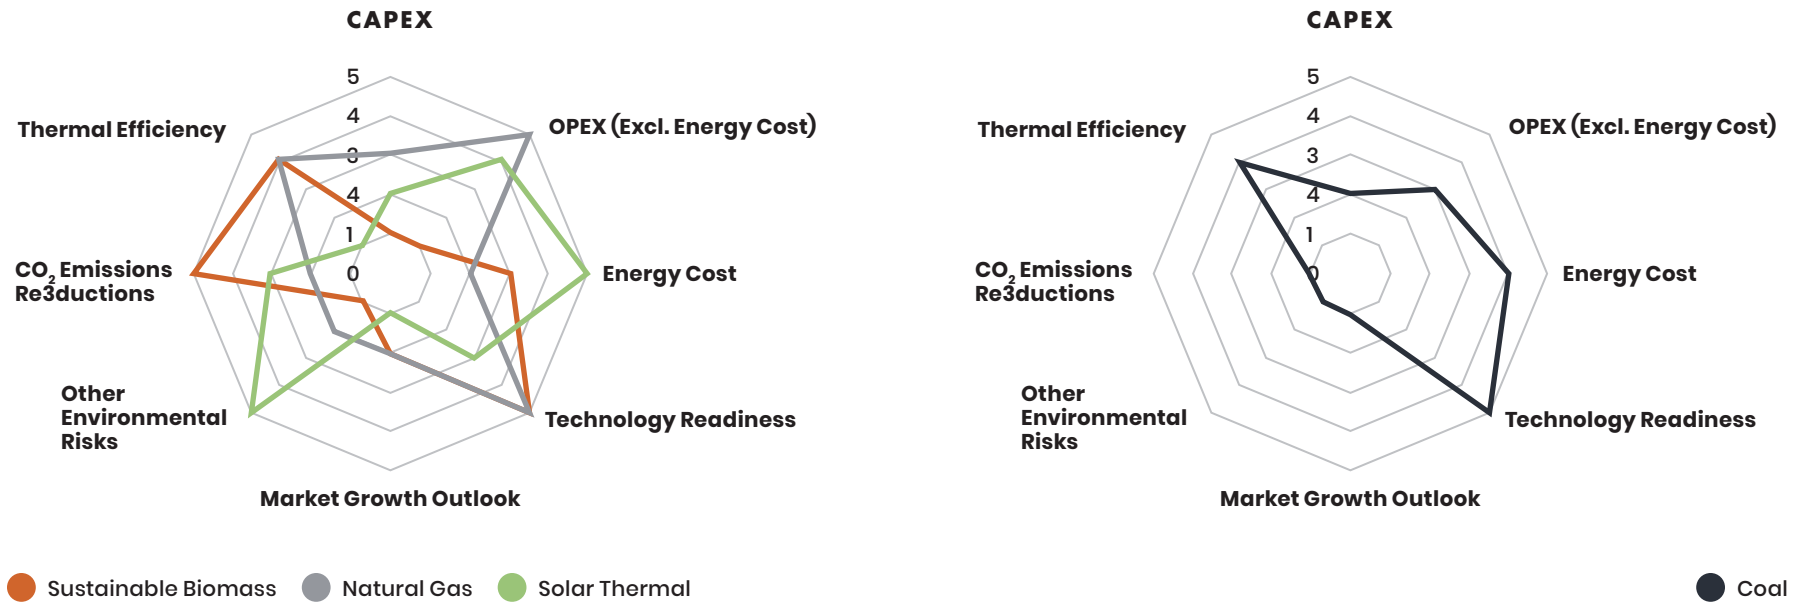 CAPEX
5
4
3
4
1
0
Thermal Efficiency
OPEX (Excl. Energy Cost)
CO2 Emissions
Re3ductions
Energy Cost
Other
Environmental
Risks
Technology Readiness
Market Growth Outlook
Sustainable Biomass
Natural Gas
Solar Thermal
CAPEX
5
4
3
4
1
0
Thermal Efficiency
OPEX (Excl. Energy Cost)
CO2 Emissions
Re3ductions
Energy Cost
Other
Environmental
Risks
Technology Readiness
Market Growth Outlook
Coal